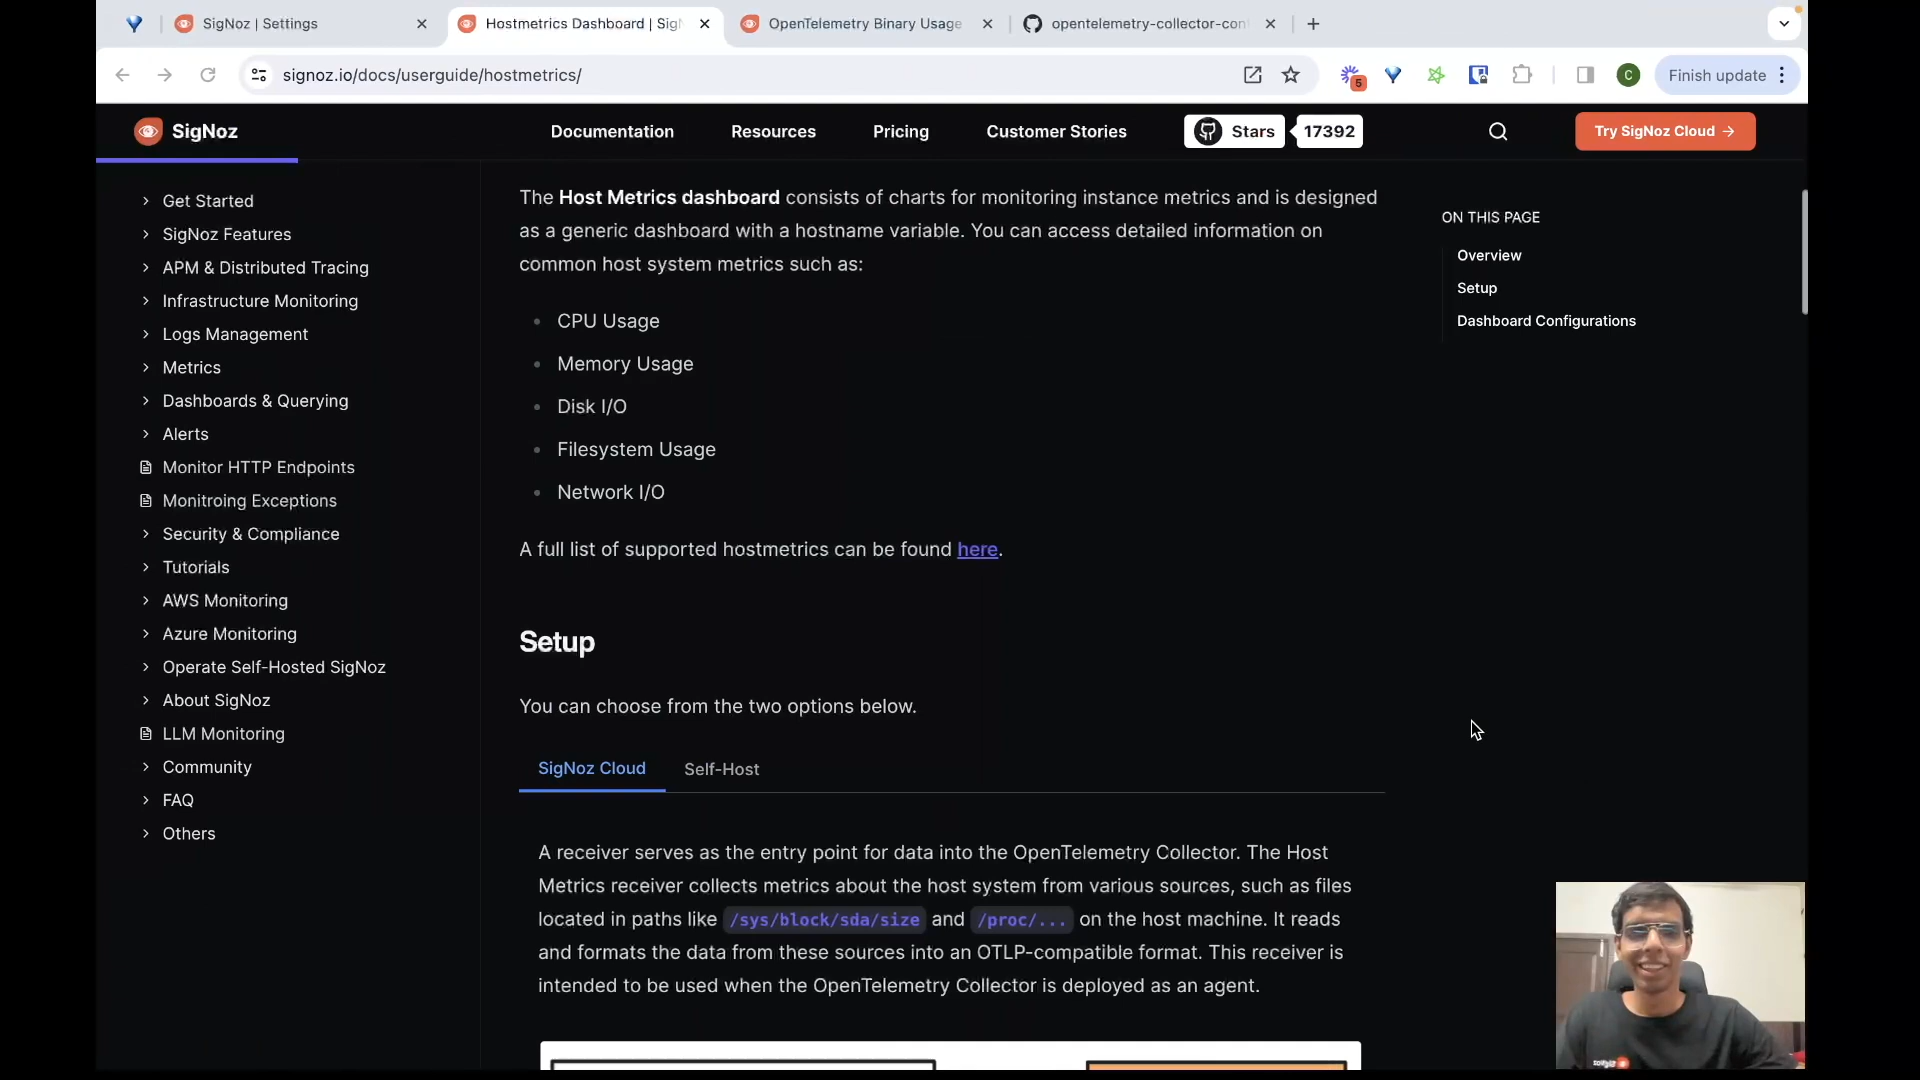 SigNoz | Settings
Hostmetrics Dashboard | Sig
OpenTelemetry Binary Usage
opentelemetry-collector-con
signoz.io/docs/userguide/hostmetrics/
5
C
Finish update
SigNoz
Documentation
Resources
Pricing
Customer Stories
Stars
17392
Try SigNoz Cloud →
Get Started
SigNoz Features
APM & Distributed Tracing
Infrastructure Monitoring
Logs Management
Metrics
Dashboards & Querying
Alerts
Monitor HTTP Endpoints
Monitroing Exceptions
Security & Compliance
Tutorials
AWS Monitoring
Azure Monitoring
Operate Self-Hosted SigNoz
About SigNoz
LLM Monitoring
Community
FAQ
Others
The Host Metrics dashboard consists of charts for monitoring instance metrics and is designed
as a generic dashboard with a hostname variable. You can access detailed information on
common host system metrics such as:
• CPU Usage
• Memory Usage
• Disk I/O
• Filesystem Usage
• Network I/O
A full list of supported hostmetrics can be found here.
Setup
You can choose from the two options below.
SigNoz Cloud
Self-Host
A receiver serves as the entry point for data into the OpenTelemetry Collector. The Host
Metrics receiver collects metrics about the host system from various sources, such as files
located in paths like /sys/block/sda/size and /proc/... on the host machine. It reads
and formats the data from these sources into an OTLP-compatible format. This receiver is
intended to be used when the OpenTelemetry Collector is deployed as an agent.
ON THIS PAGE
Overview
Setup
Dashboard Configurations